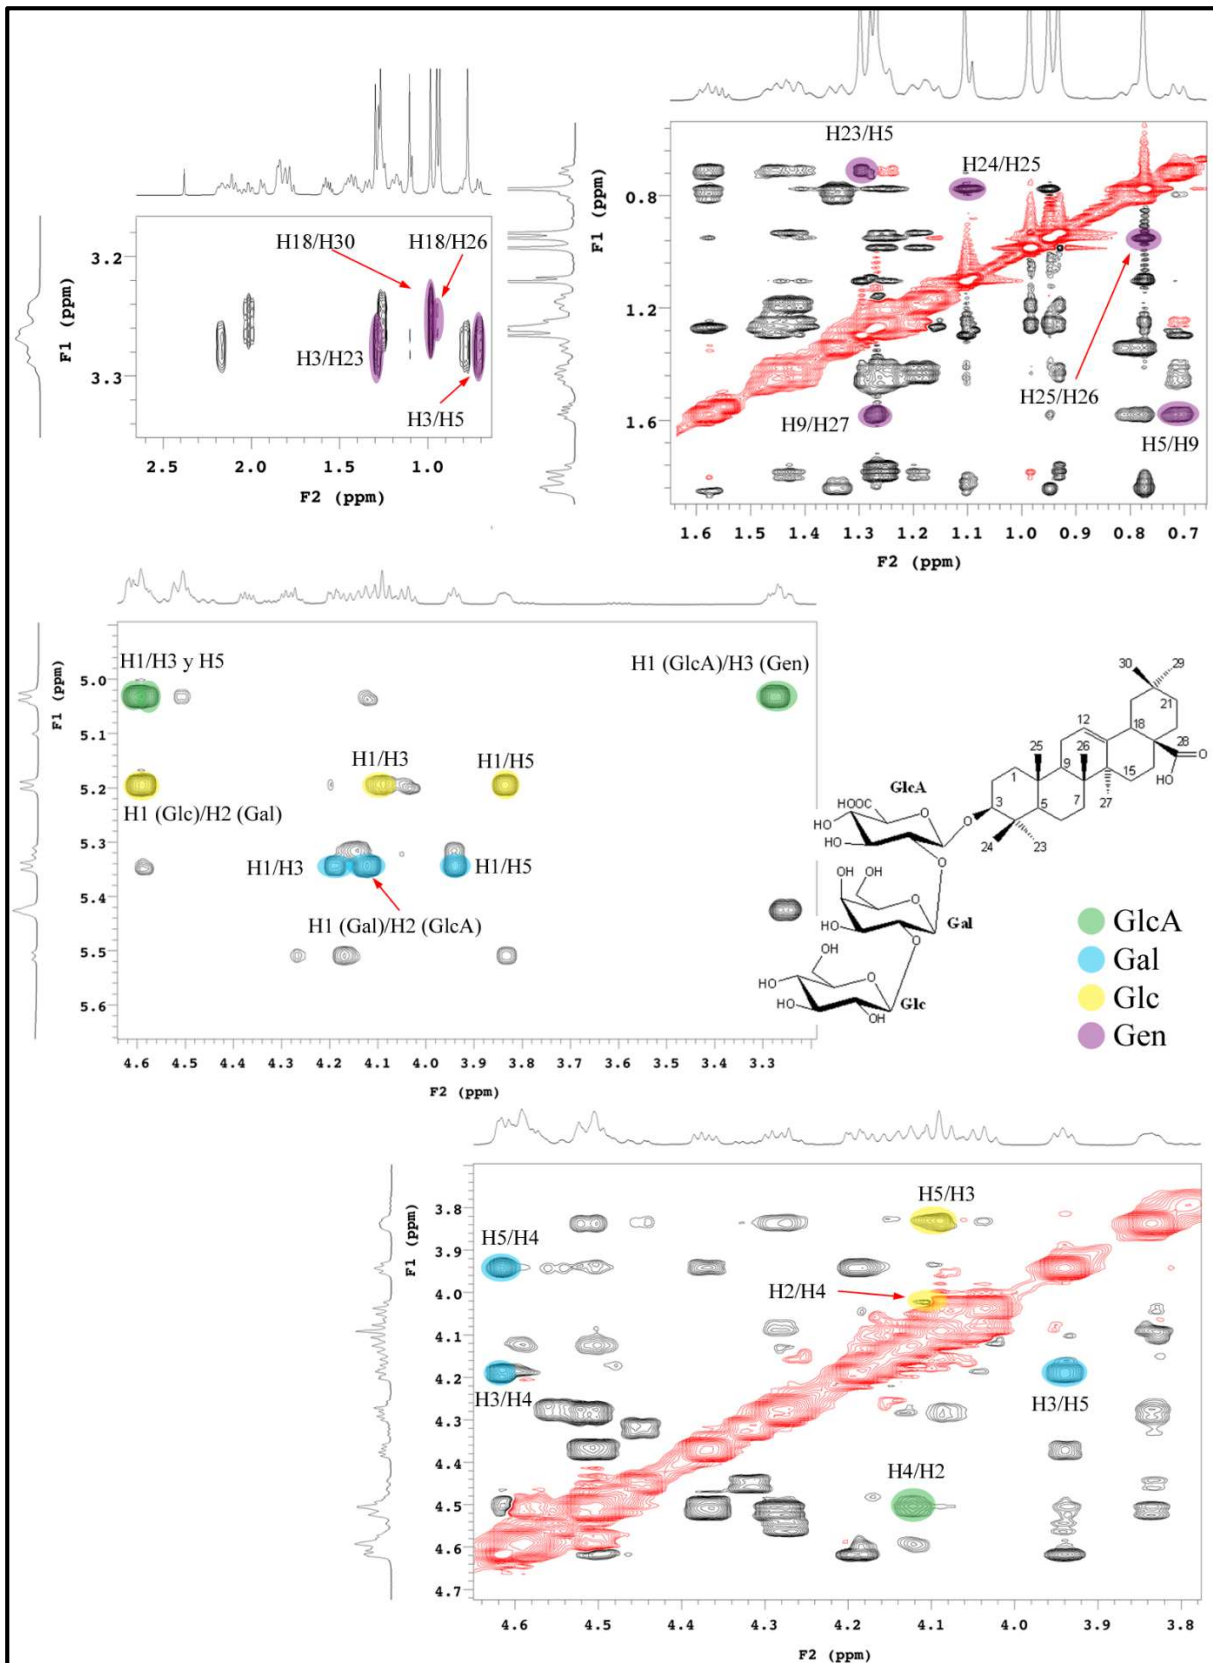 H18/H30 H18/H26
3.2
F1 (ppm)
3.3
H3/H23
H3/H5
2.5 2.0 1.5 1.0
F2 (ppm)
H23/H5
H24/H25
0.8
F1 (ppm)
1.2
H25/H26
H9/H27
1.6
H5/H9
1.6 1.5 1.4 1.3 1.2 1.1 1.0 0.9 0.8 0.7
F2 (ppm)
H1/H3 y H5
H1 (GlcA)/H3 (Gen)
5.0
F1 (ppm)
5.1
H1/H3
H1/H5
5.2
H1 (Glc)/H2 (Gal)
5.3
H1/H3
H1/H5
5.4
H1 (Gal)/H2 (GlcA)
5.5
5.6
4.6 4.5 4.4 4.3 4.2 4.1 4.0 3.9 3.8 3.7 3.6 3.5 3.4 3.3
F2 (ppm)
30 29
21
12
18
28
25 26
O
HO
1 9 15
GlcA
27
3 5 7
HOOC
O
O
HO
HO
24 23
OH OH
O
O
HO
Gal
O
OH
O
HO
O
HO
Glc
OH
GlcA
Gal
Glc
Gen
H5/H3
3.8
H5/H4
F1 (ppm)
3.9
H2/H4
4.0
4.1
4.2
H3/H4
H3/H5
4.3
4.4
H4/H2
4.5
4.6
4.7
4.6 4.5 4.4 4.3 4.2 4.1 4.0 3.9 3.8
F2 (ppm)